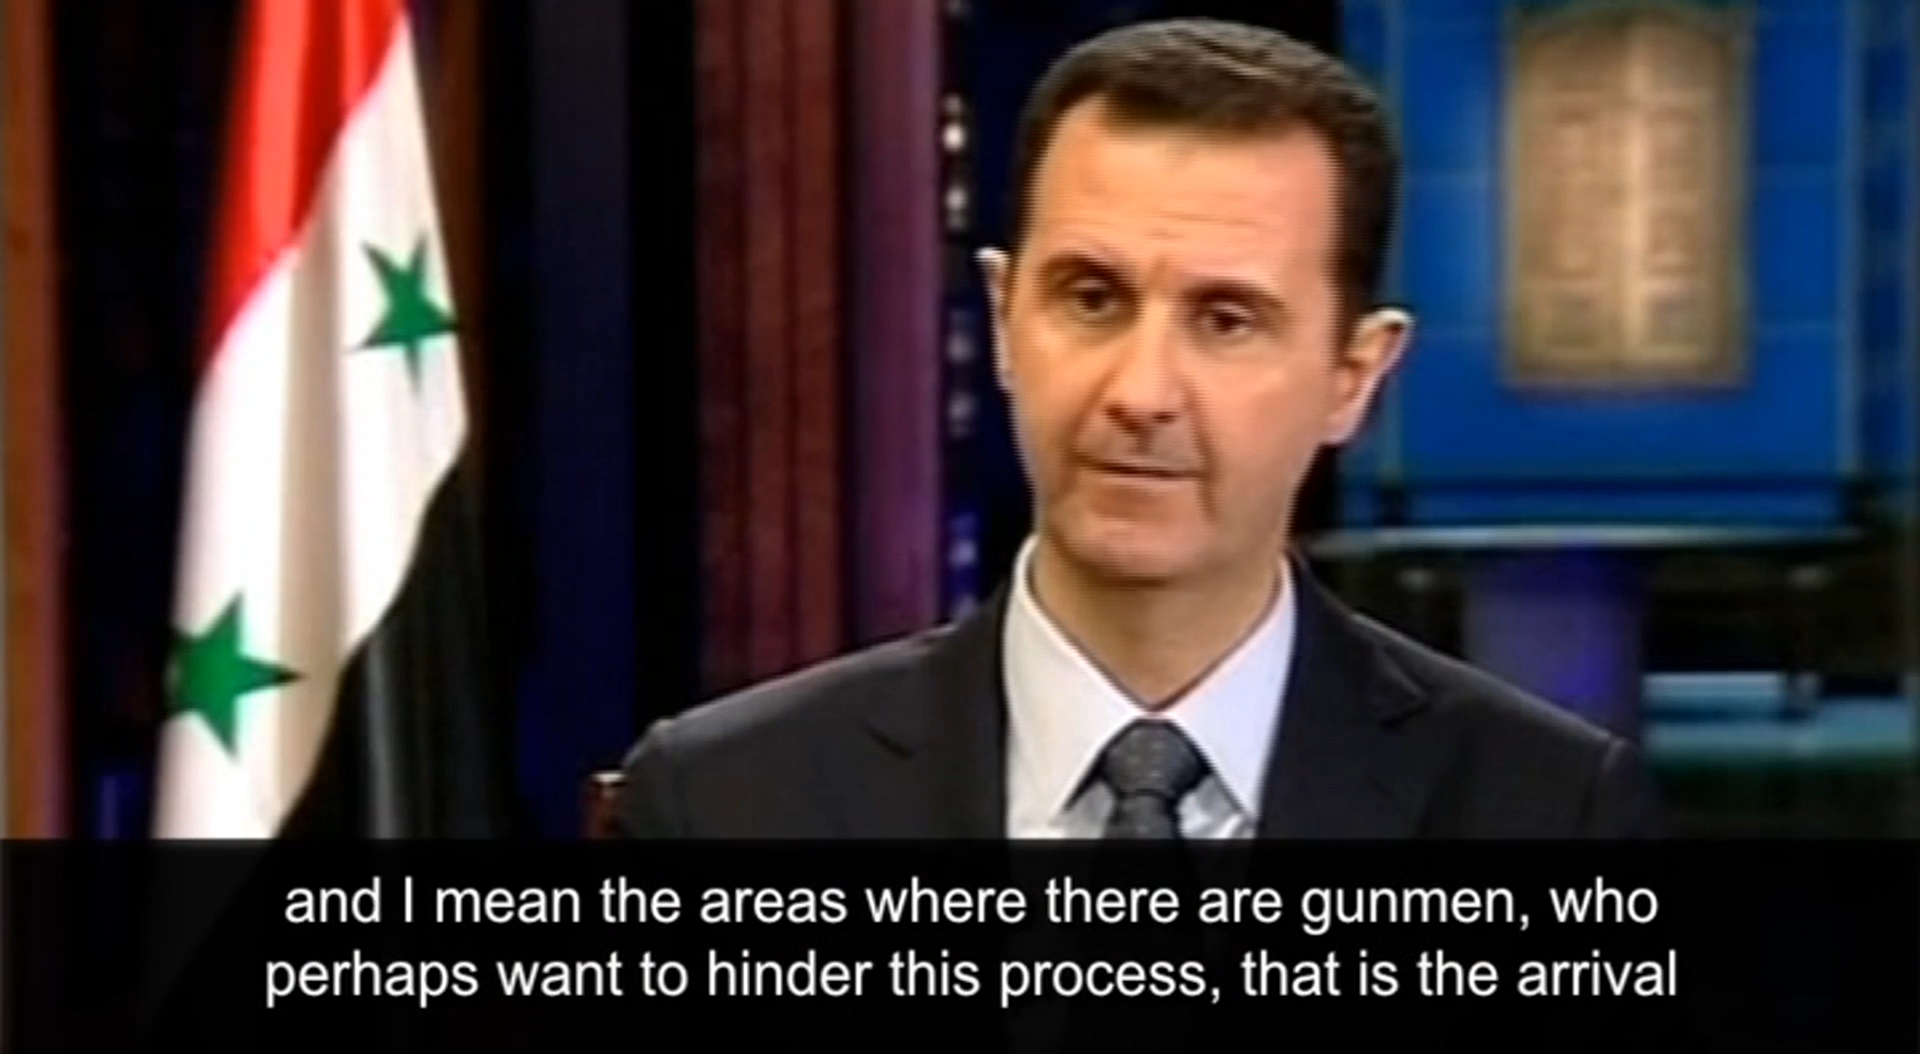 and I mean the areas where there are gunmen, who
perhaps want to hinder this process, that is the arrival